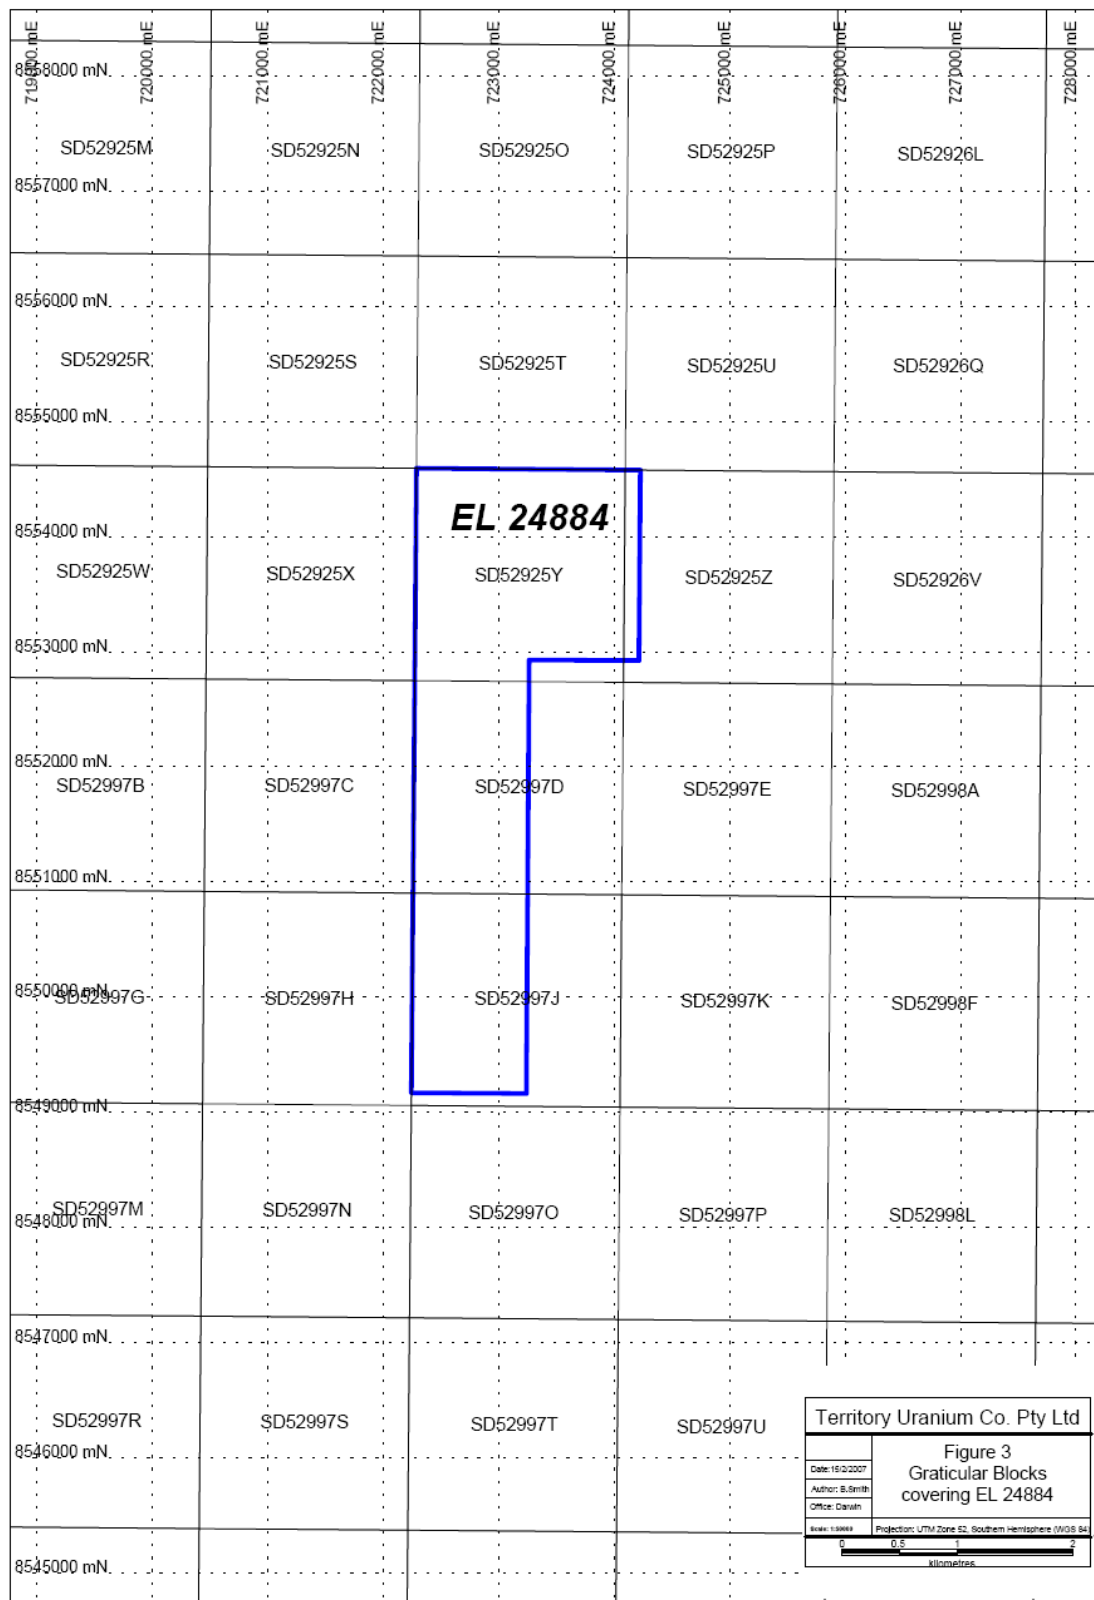 719000 mE
720000 mE
721000 mE
722000 mE
723000 mE
724000 mE
725000 mE
726000 mE
727000 mE
728000 mE
8558000 mN
SD52925M SD52925N SD52925O SD52925P SD52926L
8557000 mN
8556000 mN
SD52925R SD52925S SD52925T SD52925U SD52926Q
8555000 mN
EL 24884
8554000 mN
SD52925W SD52925X SD52925Y SD52925Z SD52926V
8553000 mN
8552000 mN
SD52997B SD52997C SD52997D SD52997E SD52998A
8551000 mN
8550000 mN
SD52997G SD52997H SD52997J SD52997K SD52998F
8549000 mN
SD52997M SD52997N SD52997O SD52997P SD52998L
8548000 mN
8547000 mN
SD52997R SD52997S SD52997T SD52997U
8546000 mN
8545000 mN
Territory Uranium Co. Pty Ltd
Figure 3
Graticular Blocks
covering EL 24884
Date:15/2/2007
Author: B.Smith
Office: Darwin
Scale: 1:50000
Projection: UTM Zone 52, Southern Hemisphere (WGS 84)
0 0.5 1 2
kilometres